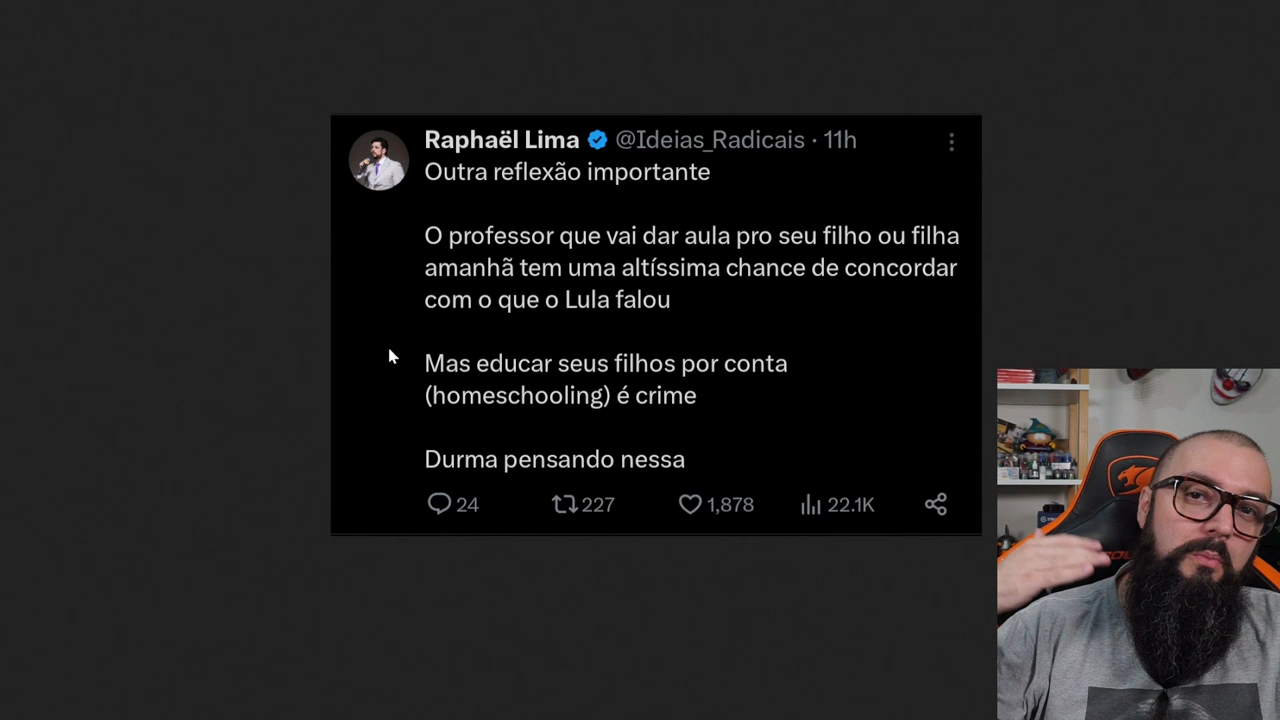 Raphaël Lima @Ideias_Radicais · 11h
Outra reflexão importante
O professor que vai dar aula pro seu filho ou filha
amanhã tem uma altíssima chance de concordar
com o que o Lula falou
Mas educar seus filhos por conta
(homeschooling) é crime
Durma pensando nessa
24 227 1,878 22.1K